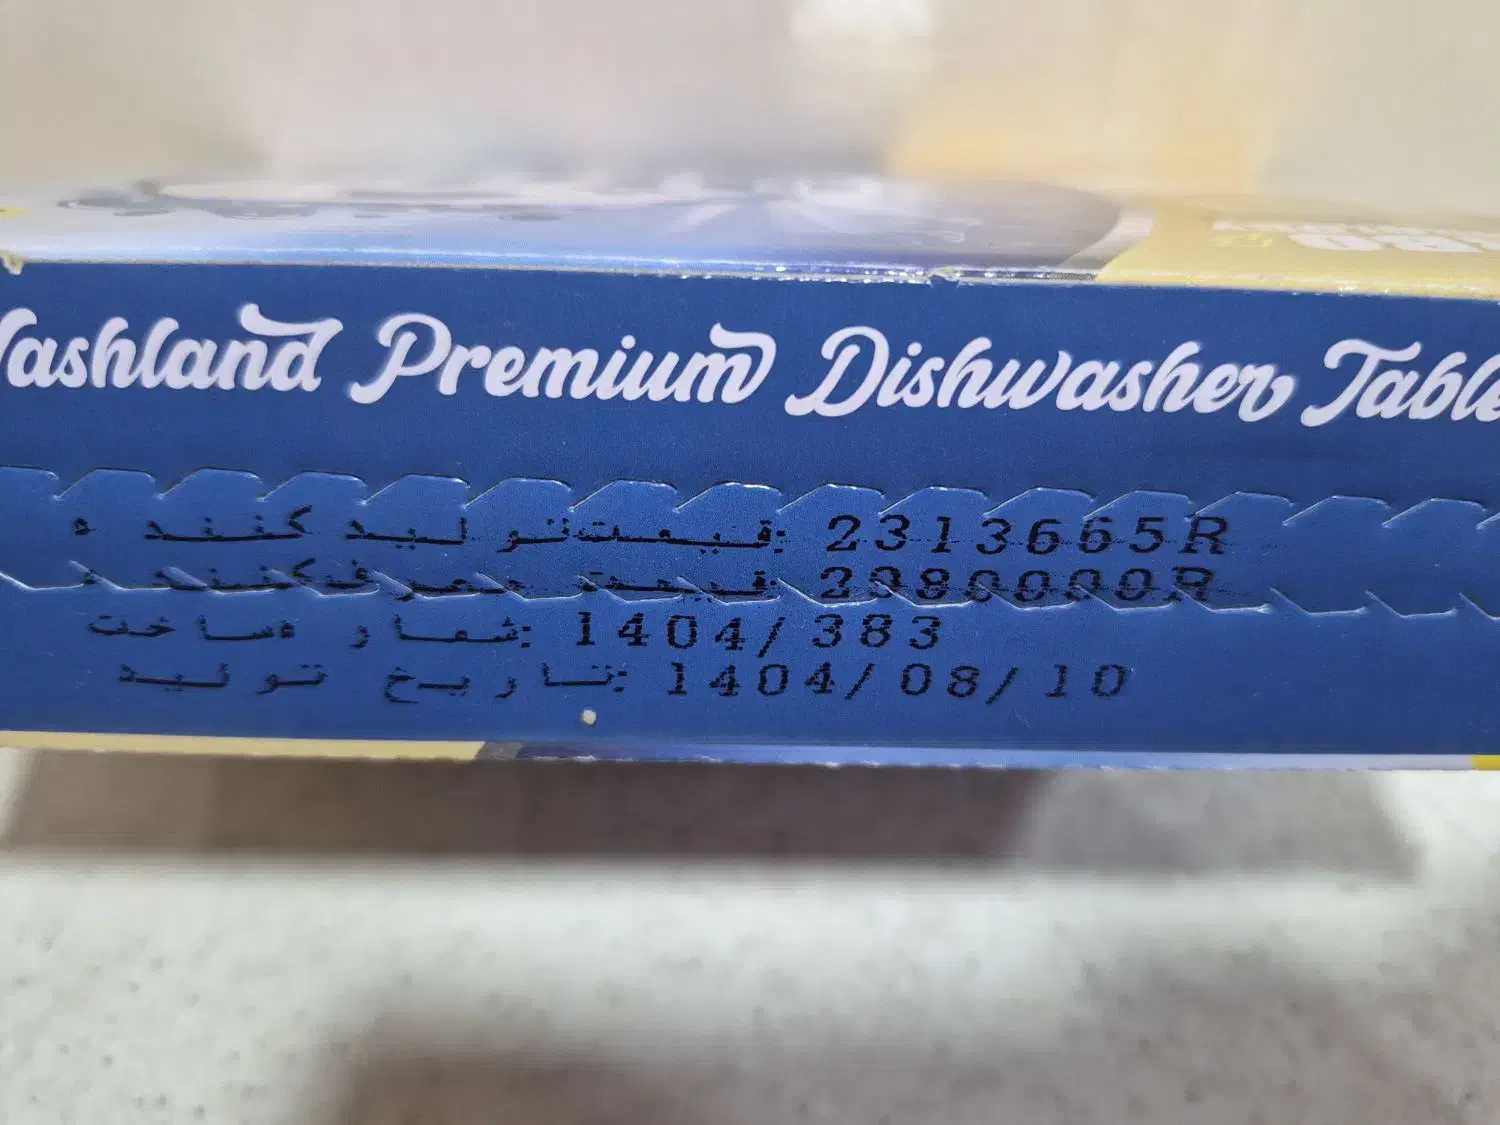 Washland Premium Dishwasher Table
قیمت تولید کننده: 2313665R
قیمت مصرف کننده: 2980000R
شماره ساخت: 1404/383
تاریخ تولید: 1404/08/10